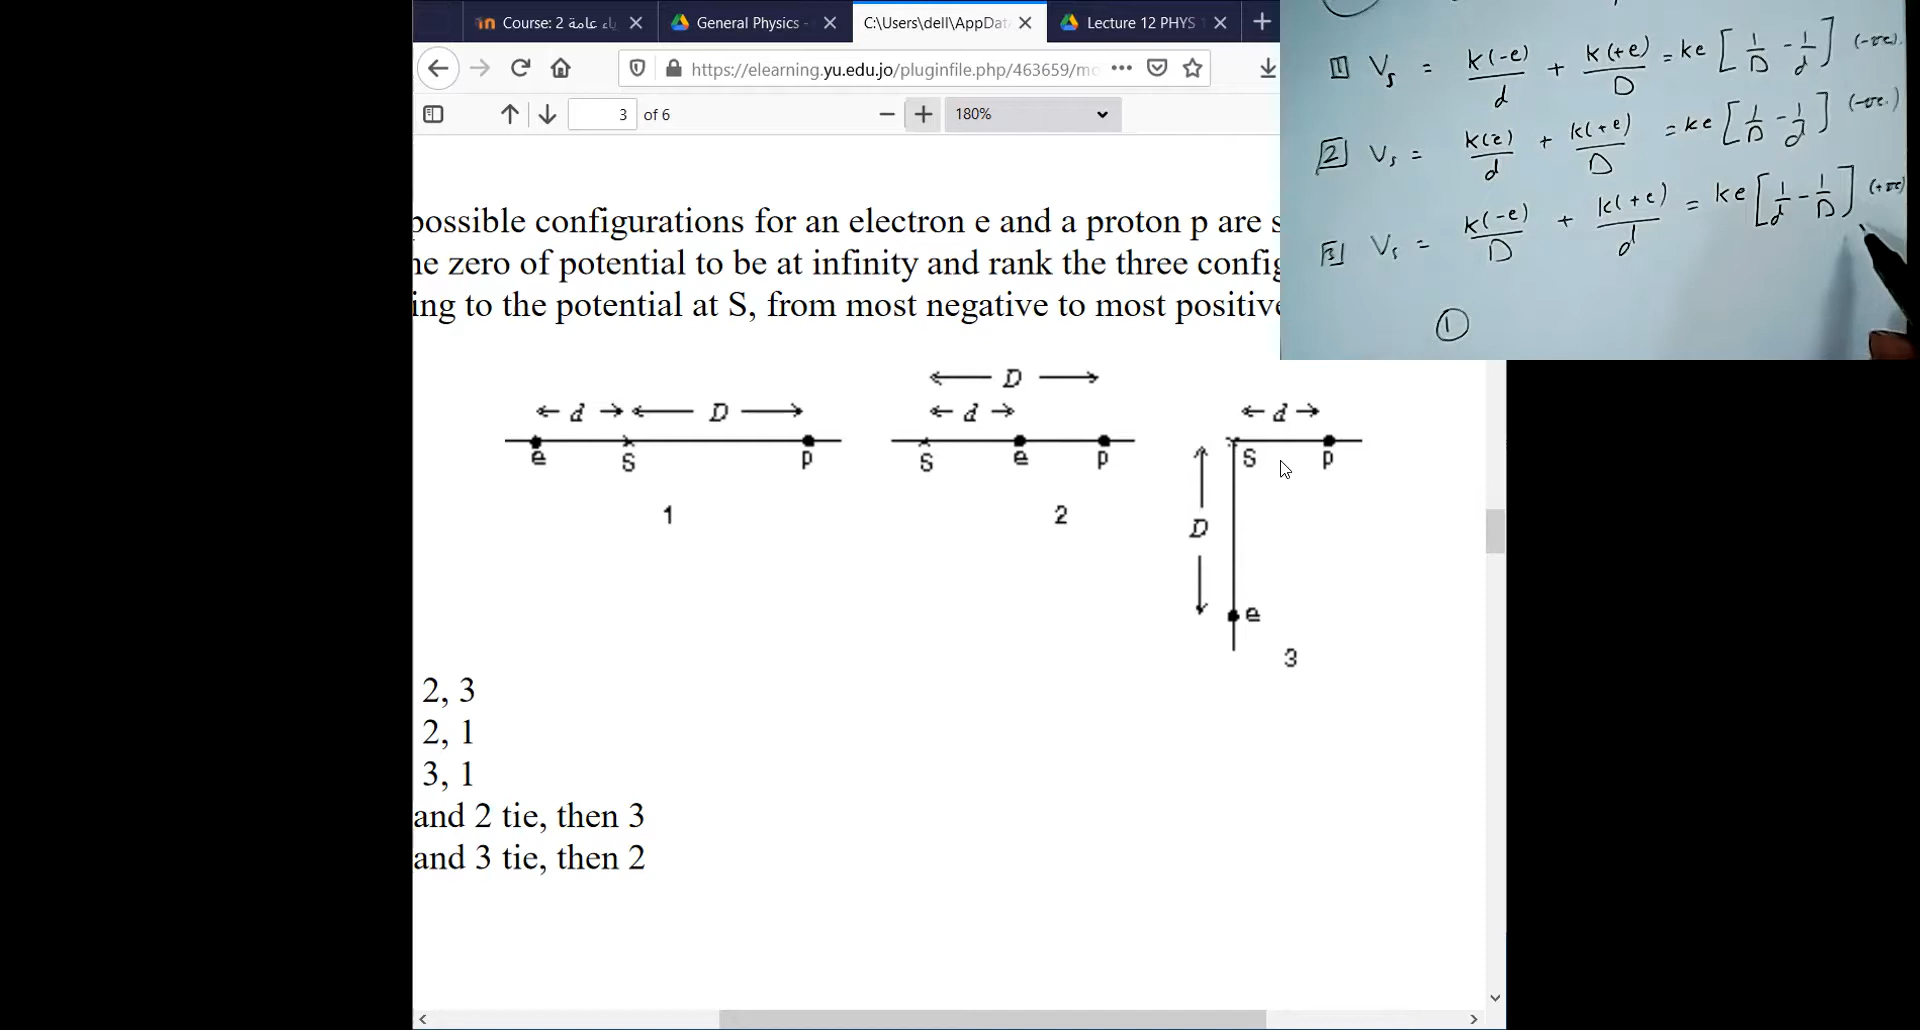 Course: 2 ء عامة
General Physics -
C:\Users\dell\AppData
Lecture 12 PHYS 1
https://elearning.yu.edu.jo/pluginfile.php/463659/mo
3 of 6
180%
possible configurations for an electron e and a proton p are s
he zero of potential to be at infinity and rank the three config
ing to the potential at S, from most negative to most positive
d D
e S p
1
D
d
S e p
2
d
S p
D
e
3
2, 3
2, 1
3, 1
and 2 tie, then 3
and 3 tie, then 2
1 Vs = k(-e)/d + k(+e)/D = ke [1/D - 1/d] (-ve).
2 Vs = k(e)/d + k(+e)/D = ke [1/D - 1/d] (-ve.)
3 Vs = k(-e)/D + k(+e)/d = ke [1/d - 1/D] (+ve)
1